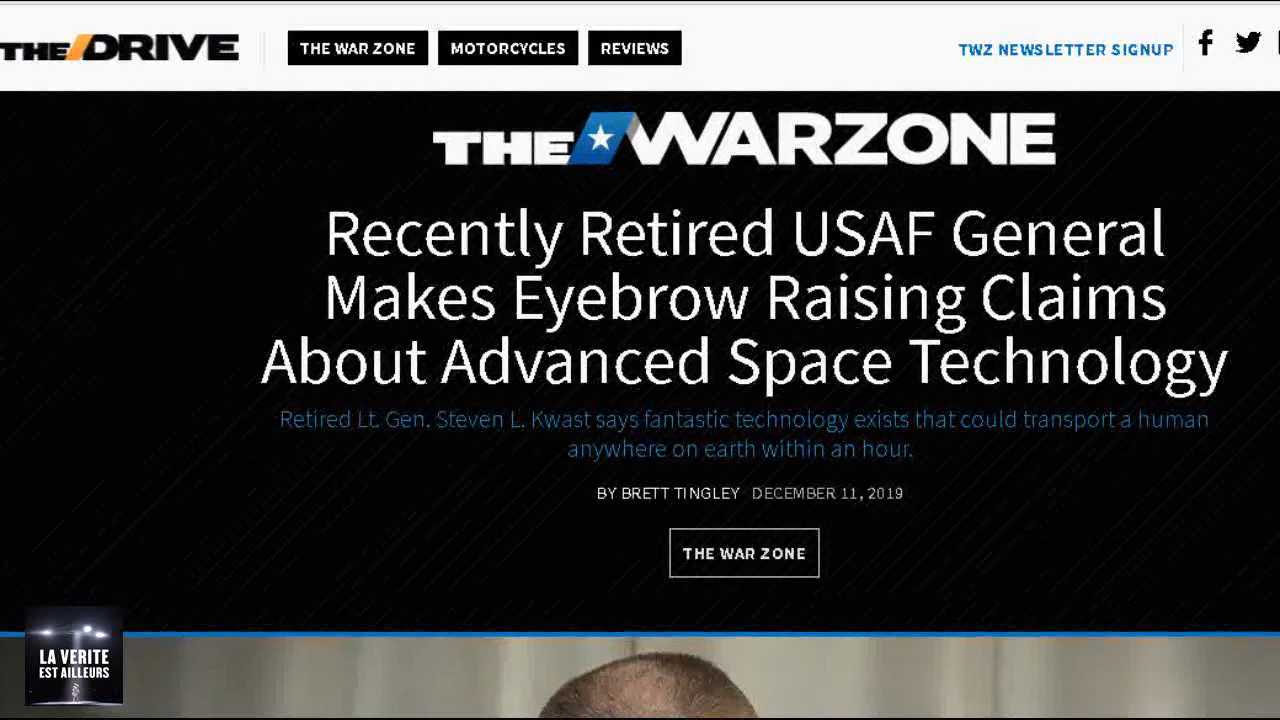 THE DRIVE
THE WAR ZONE
MOTORCYCLES
REVIEWS
TWZ NEWSLETTER SIGNUP
THE WARZONE
Recently Retired USAF General
Makes Eyebrow Raising Claims
About Advanced Space Technology
Retired Lt. Gen. Steven L. Kwast says fantastic technology exists that could transport a human
anywhere on earth within an hour.
BY BRETT TINGLEY DECEMBER 11, 2019
THE WAR ZONE
LA VERITE
EST AILLEURS